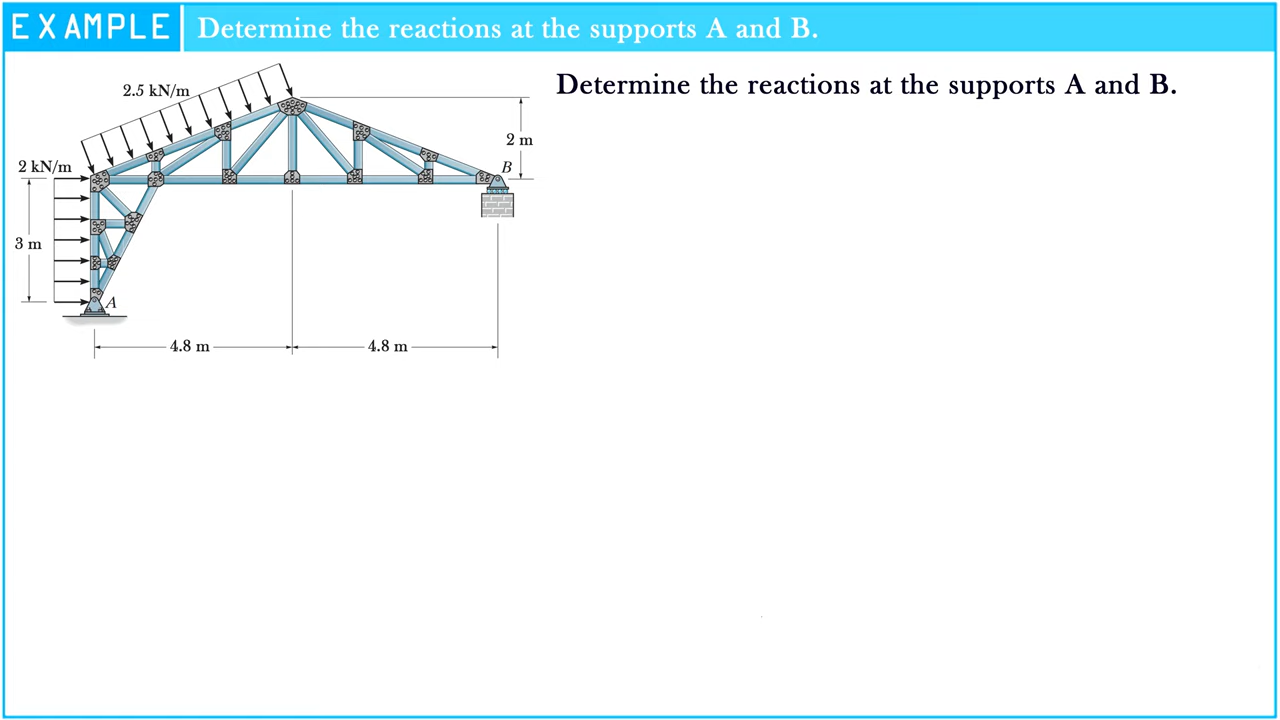 EXAMPLE
Determine the reactions at the supports A and B.
Determine the reactions at the supports A and B.
2.5 kN/m
2 m
2 kN/m
B
3 m
A
4.8 m
4.8 m